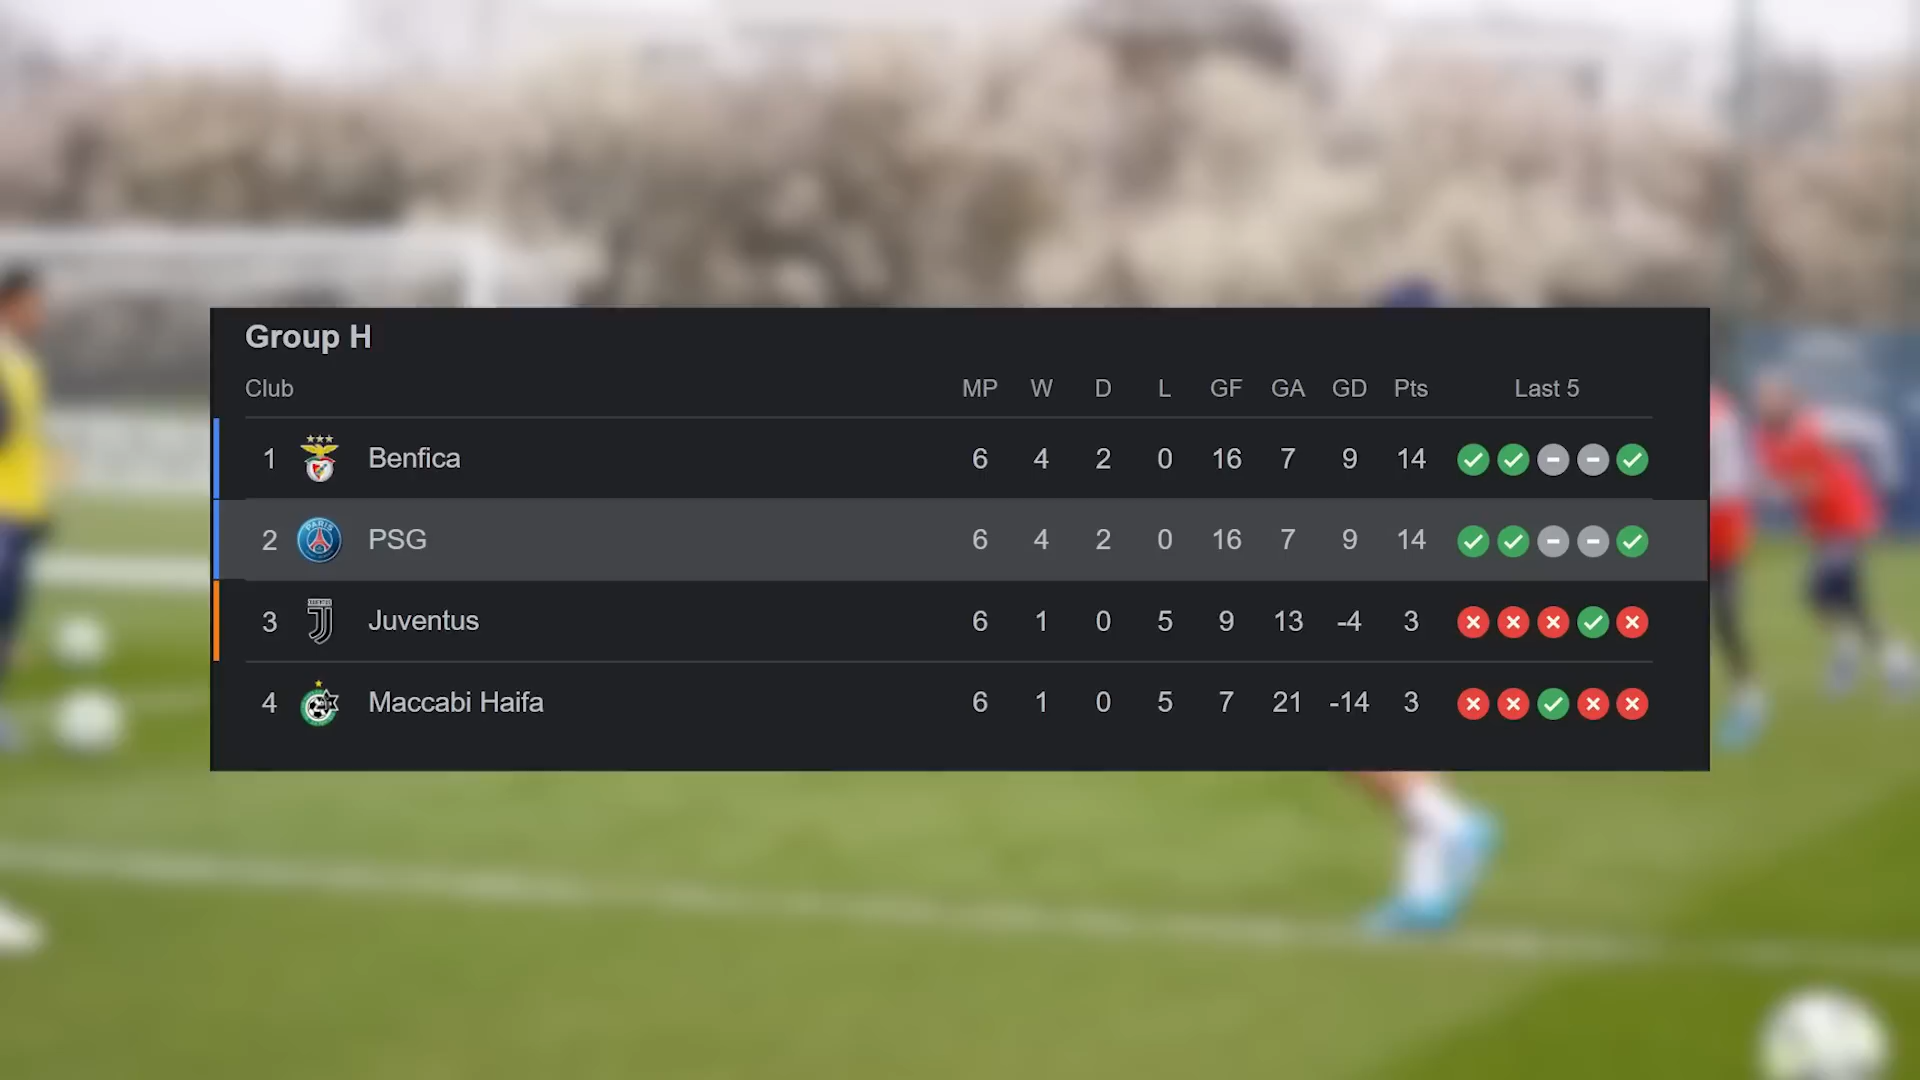 Group H
Club MP W D L GF GA GD Pts Last 5
1 Benfica 6 4 2 0 16 7 9 14
2 PARIS PSG 6 4 2 0 16 7 9 14
3 JUVENTUS Juventus 6 1 0 5 9 13 -4 3
4 Maccabi Haifa 6 1 0 5 7 21 -14 3